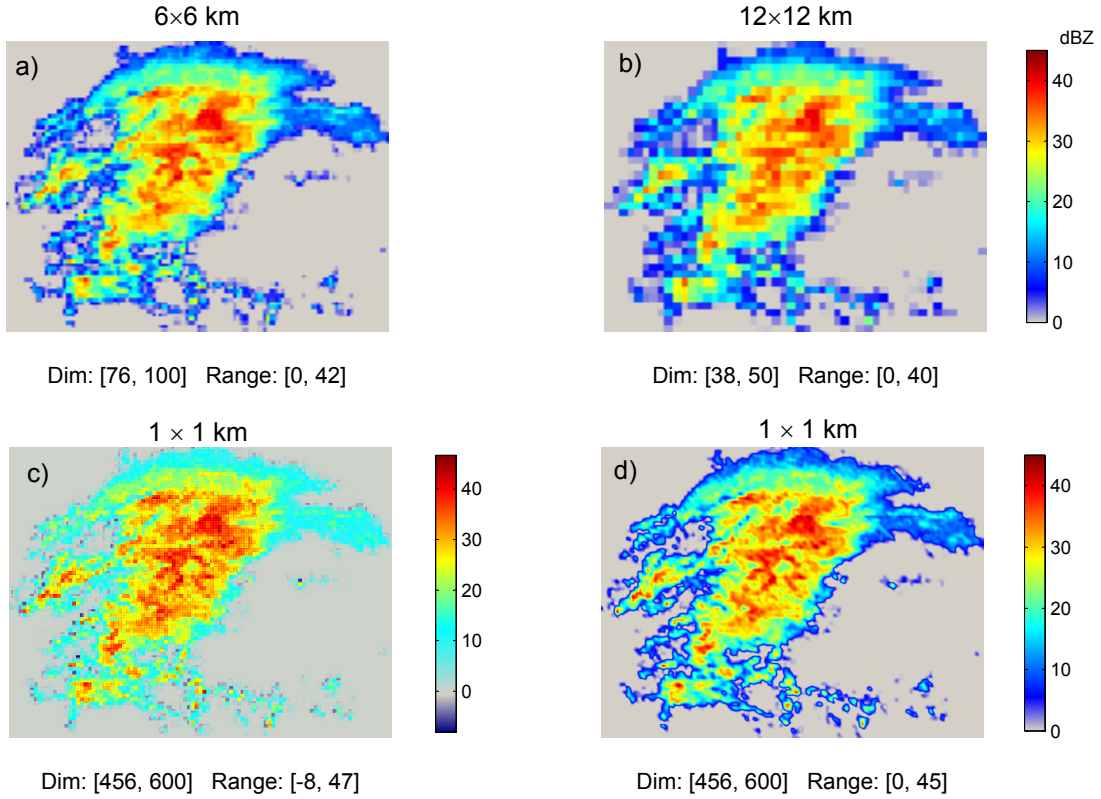 6×6 km
12×12 km
dBZ
a)
b)
40
30
20
10
0
Dim: [76, 100] Range: [0, 42]
Dim: [38, 50] Range: [0, 40]
1 × 1 km
1 × 1 km
c)
40
30
20
10
0
d)
40
30
20
10
0
Dim: [456, 600] Range: [-8, 47]
Dim: [456, 600] Range: [0, 45]